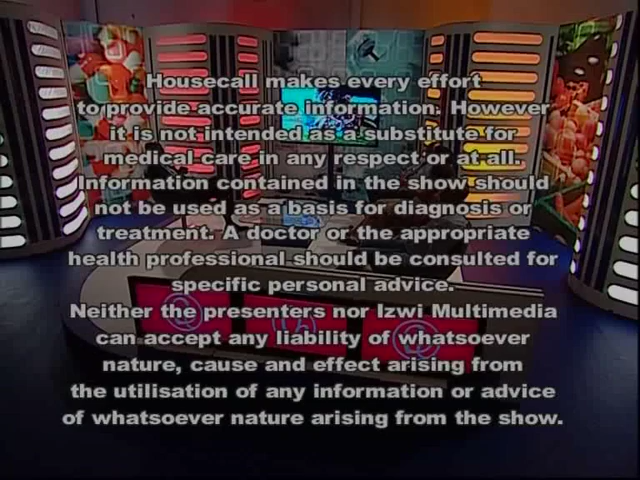 Housecall makes every effort
to provide accurate information. However
it is not intended as a substitute for
medical care in any respect or at all.
Information contained in the show should
not be used as a basis for diagnosis or
treatment. A doctor or the appropriate
health professional should be consulted for
specific personal advice.
Neither the presenters nor Izwi Multimedia
can accept any liability of whatsoever
nature, cause and effect arising from
the utilisation of any information or advice
of whatsoever nature arising from the show.